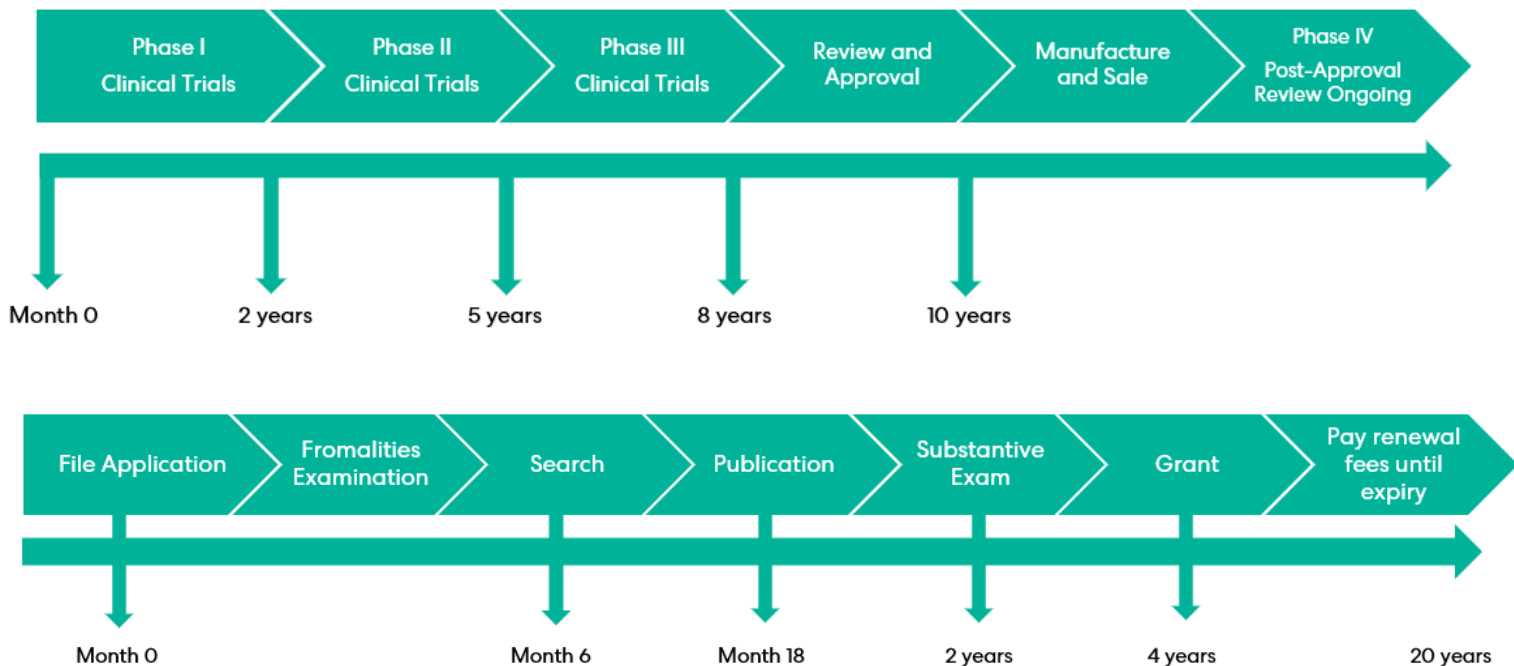 Phase I
Clinical Trials
Phase II
Clinical Trials
Phase III
Clinical Trials
Review and
Approval
Manufacture
and Sale
Phase IV
Post-Approval
Review Ongoing
Month 0
2 years
5 years
8 years
10 years
File Application
Fromalities
Examination
Search
Publication
Substantive
Exam
Grant
Pay renewal
fees until
expiry
Month 0
Month 6
Month 18
2 years
4 years
20 years